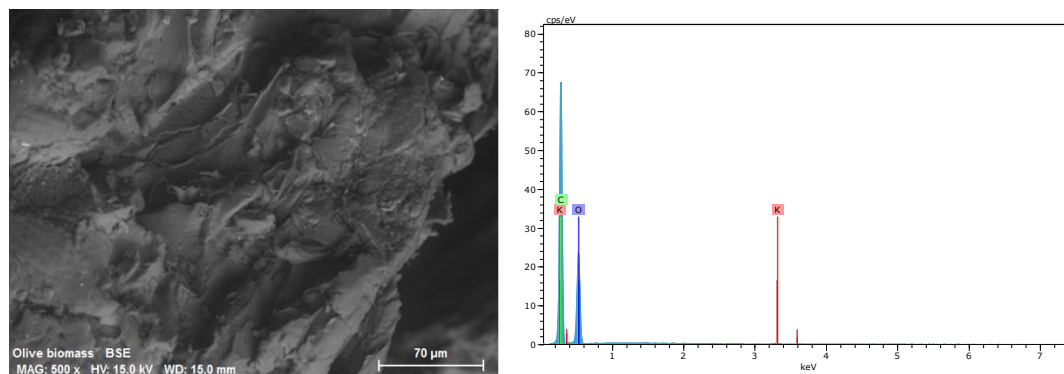 Olive biomass BSE
MAG: 500 x HV: 15.0 kV WD: 15.0 mm
70 µm
cps/eV
80
70
60
50
40
30
20
10
0
C
K
O
K
1
2
3
4
5
6
7
keV